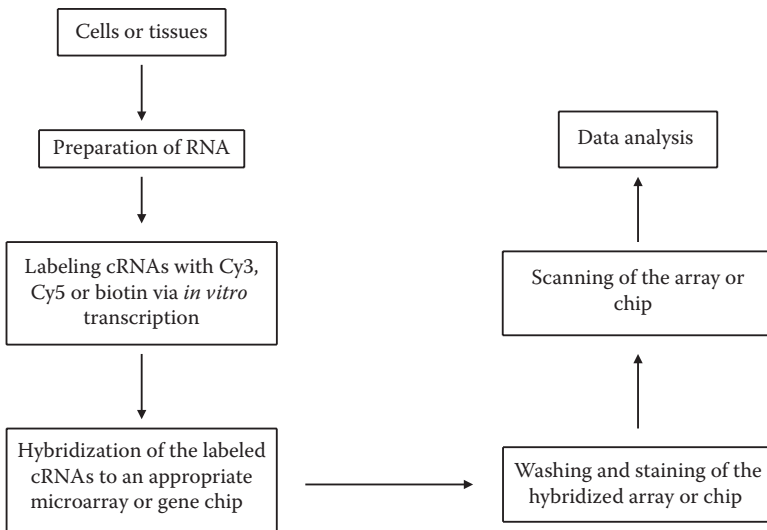 Cells or tissues
Preparation of RNA
Labeling cRNAs with Cy3,
Cy5 or biotin via in vitro
transcription
Hybridization of the labeled
cRNAs to an appropriate
microarray or gene chip
Washing and staining of the
hybridized array or chip
Scanning of the array or
chip
Data analysis